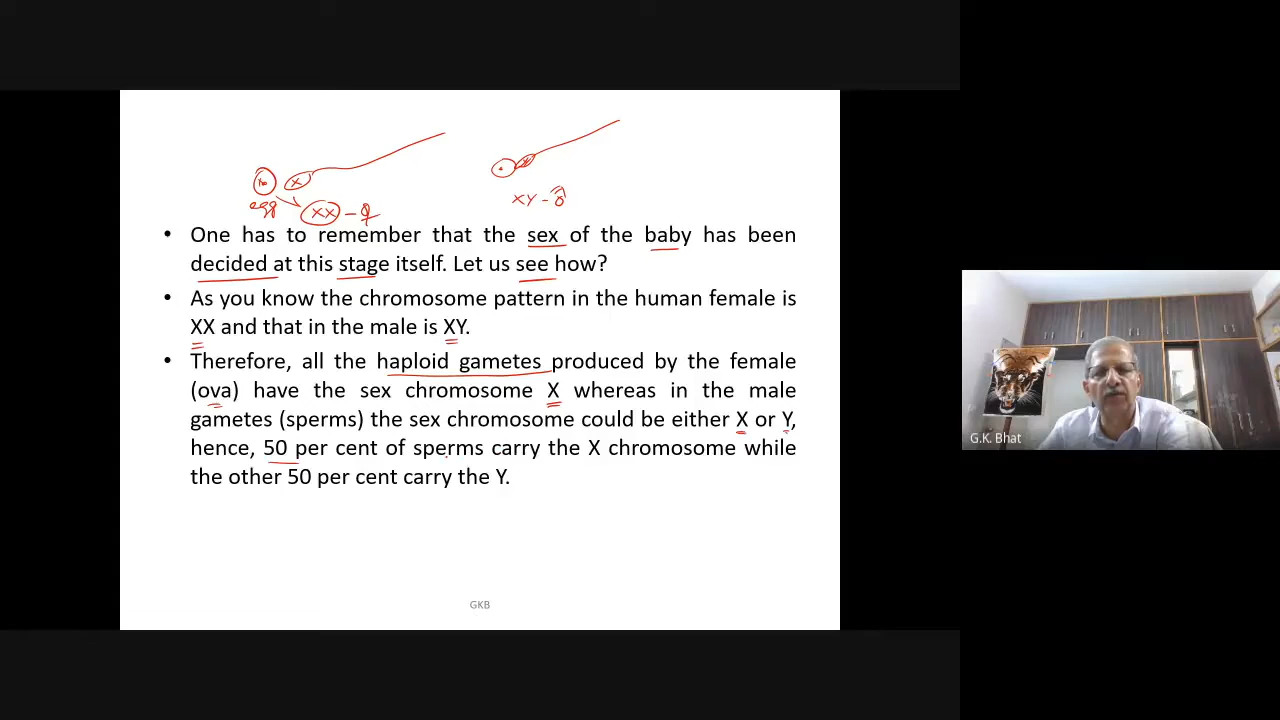 X X
egg XX - ♀ XY - ♂
• One has to remember that the sex of the baby has been
decided at this stage itself. Let us see how?
• As you know the chromosome pattern in the human female is
XX and that in the male is XY.
• Therefore, all the haploid gametes produced by the female
(ova) have the sex chromosome X whereas in the male
gametes (sperms) the sex chromosome could be either X or Y,
hence, 50 per cent of sperms carry the X chromosome while
the other 50 per cent carry the Y.
GKB
G.K. Bhat